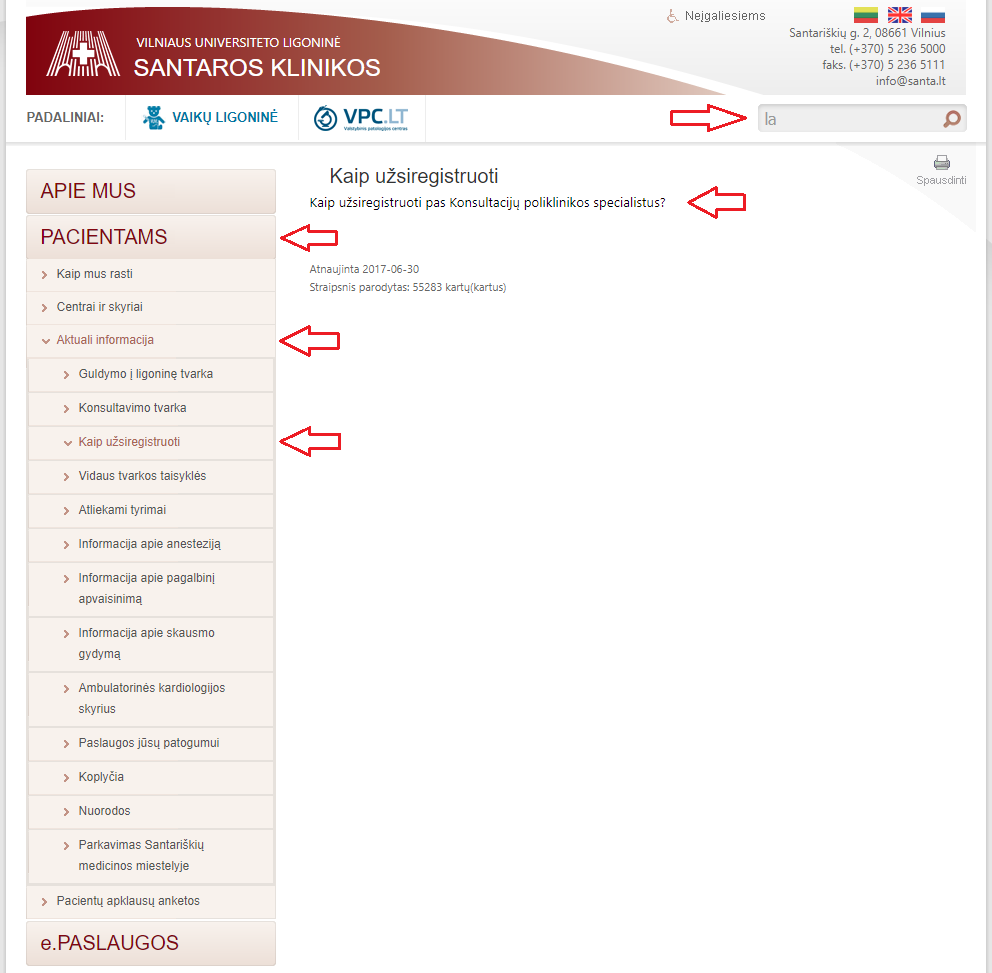 VILNIAUS UNIVERSITETO LIGONINĖ
SANTAROS KLINIKOS
Neįgaliesiems
Santariškių g. 2, 08661 Vilnius
tel. (+370) 5 236 5000
faks. (+370) 5 236 5111
info@santa.lt
PADALINIAI:
VAIKŲ LIGONINĖ
VPC.LT
Valstybinis patologijos centras
la
Spausdinti
APIE MUS
PACIENTAMS
Kaip mus rasti
Centrai ir skyriai
Aktuali informacija
Guldymo į ligoninę tvarka
Konsultavimo tvarka
Kaip užsiregistruoti
Vidaus tvarkos taisyklės
Atliekami tyrimai
Informacija apie anesteziją
Informacija apie pagalbinį
apvaisinimą
Informacija apie skausmo
gydymą
Ambulatorinės kardiologijos
skyrius
Paslaugos jūsų patogumui
Koplyčia
Nuorodos
Parkavimas Santariškių
medicinos miestelyje
Pacientų apklausų anketos
e.PASLAUGOS
Kaip užsiregistruoti
Kaip užsiregistruoti pas Konsultacijų poliklinikos specialistus?
Atnaujinta 2017-06-30
Straipsnis parodytas: 55283 kartų(kartus)